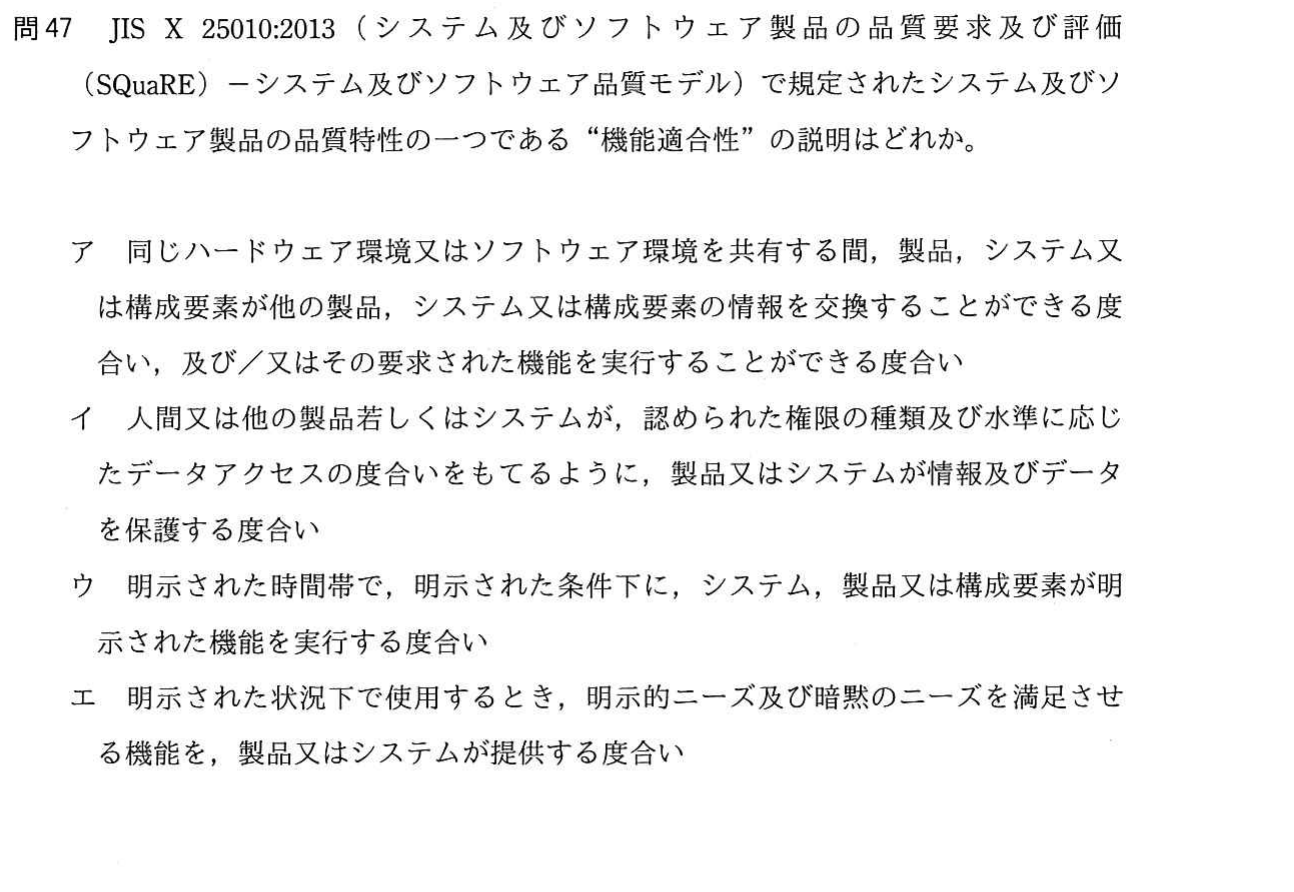 問47 JIS X 25010:2013（システム及びソフトウェア製品の品質要求及び評価
（SQuaRE）－システム及びソフトウェア品質モデル）で規定されたシステム及びソ
フトウェア製品の品質特性の一つである“機能適合性”の説明はどれか。
ア 同じハードウェア環境又はソフトウェア環境を共有する間，製品，システム又
は構成要素が他の製品，システム又は構成要素の情報を交換することができる度
合い，及び／又はその要求された機能を実行することができる度合い
イ 人間又は他の製品若しくはシステムが，認められた権限の種類及び水準に応じ
たデータアクセスの度合いをもてるように，製品又はシステムが情報及びデータ
を保護する度合い
ウ 明示された時間帯で，明示された条件下に，システム，製品又は構成要素が明
示された機能を実行する度合い
エ 明示された状況下で使用するとき，明示的ニーズ及び暗黙のニーズを満足させ
る機能を，製品又はシステムが提供する度合い